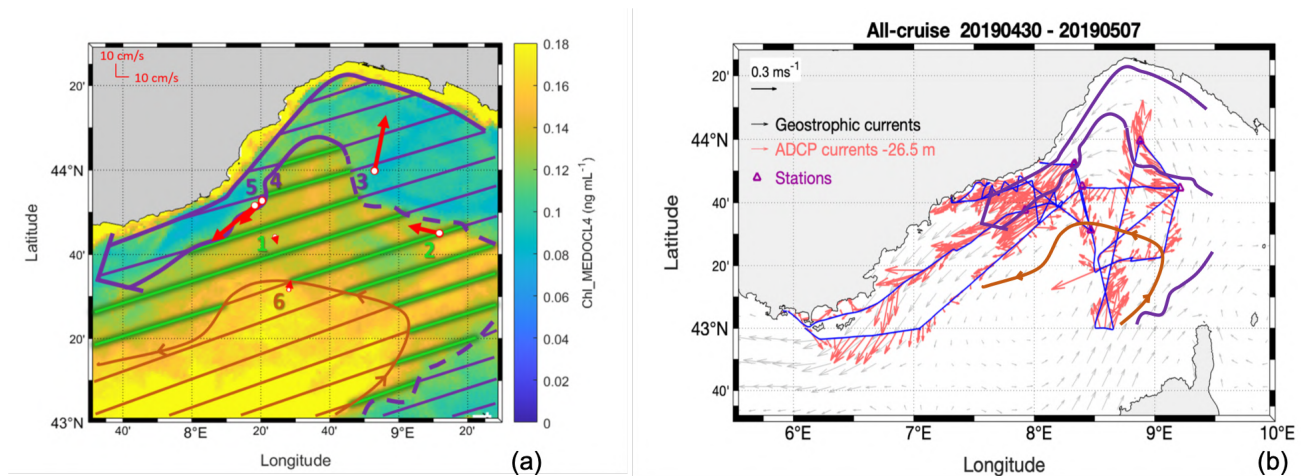 10 cm/s
10 cm/s
20'
44°N
20'
40'
20'
43°N
40'
8°E
20'
40'
9°E
20'
Latitude
Longitude
5
4
3
1
2
6
0.18
0.16
0.14
0.12
0.1
0.08
0.06
0.04
0.02
0
Chl_MEDOCL4 (ng mL⁻¹)
(a)
All-cruise 20190430 - 20190507
0.3 ms⁻¹
Geostrophic currents
ADCP currents -26.5 m
Stations
20'
44°N
40'
20'
43°N
40'
6°E
7°E
8°E
9°E
10°E
Latitude
Longitude
(b)